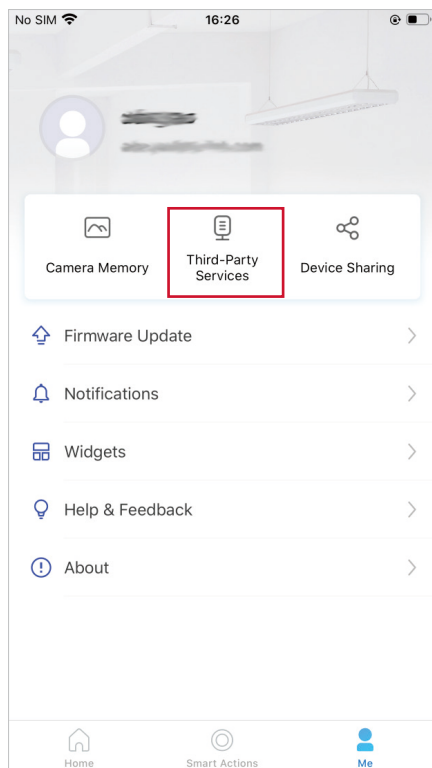 No SIM 16:26
Camera Memory
Third-Party
Services
Device Sharing
Firmware Update
Notifications
Widgets
Help & Feedback
About
Home
Smart Actions
Me